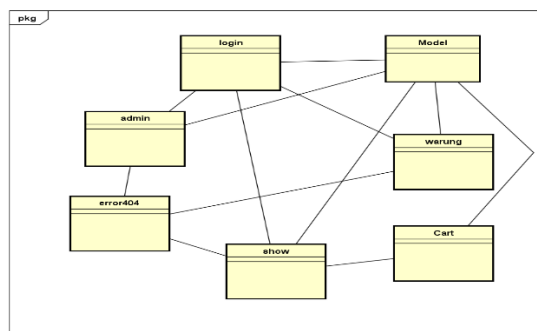 pkg
login
Model
admin
warung
error404
Cart
show